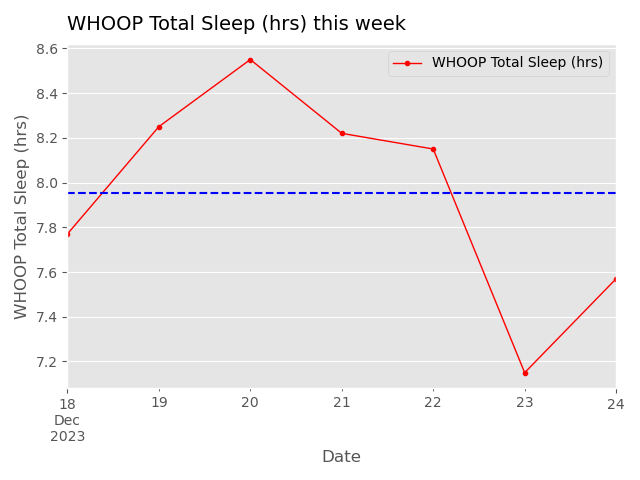 WHOOP Total Sleep (hrs) this week
WHOOP Total Sleep (hrs)
WHOOP Total Sleep (hrs)
8.6
8.4
8.2
8.0
7.8
7.6
7.4
7.2
18 19 20 21 22 23 24
Dec
2023
Date